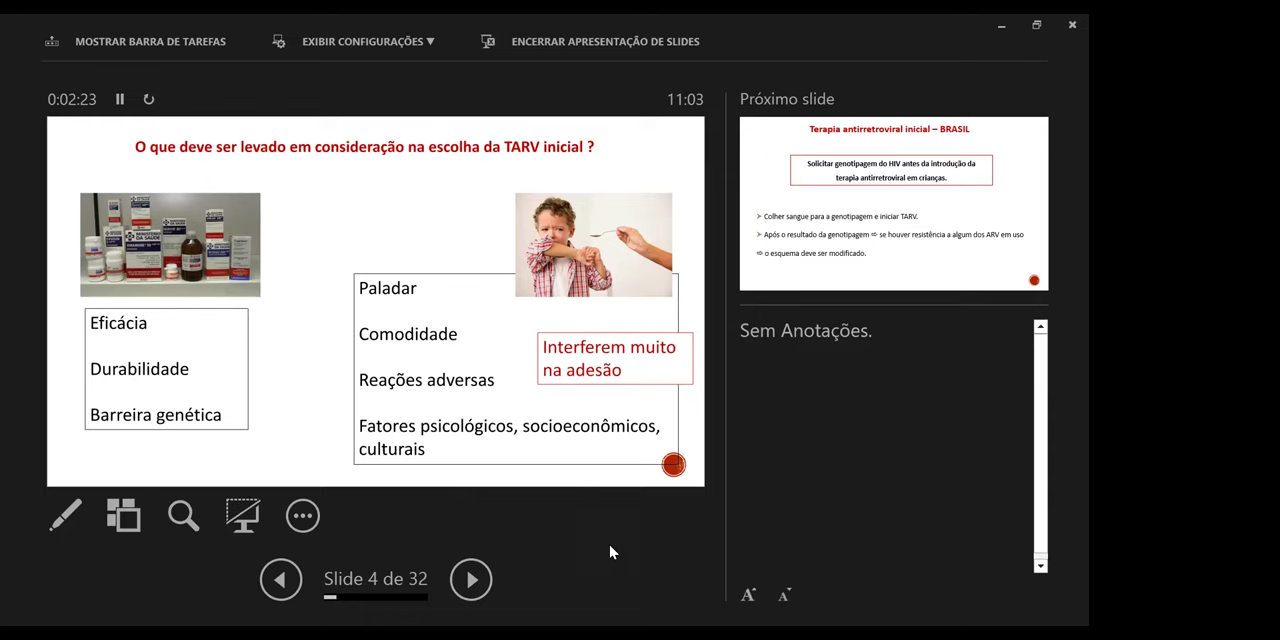 MOSTRAR BARRA DE TAREFAS
EXIBIR CONFIGURAÇÕES ▼
ENCERRAR APRESENTAÇÃO DE SLIDES
0:02:23
11:03
O que deve ser levado em consideração na escolha da TARV inicial ?
MINISTÉRIO
DA SAÚDE
Eficácia
Durabilidade
Barreira genética
Paladar
Comodidade
Reações adversas
Fatores psicológicos, socioeconômicos,
culturais
Interferem muito
na adesão
Slide 4 de 32
Próximo slide
Terapia antirretroviral inicial – BRASIL
Solicitar genotipagem do HIV antes da introdução da
terapia antirretroviral em crianças.
➢ Colher sangue para a genotipagem e iniciar TARV.
➢ Após o resultado da genotipagem ⇨ se houver resistência a algum dos ARV em uso
⇨ o esquema deve ser modificado.
Sem Anotações.
A A